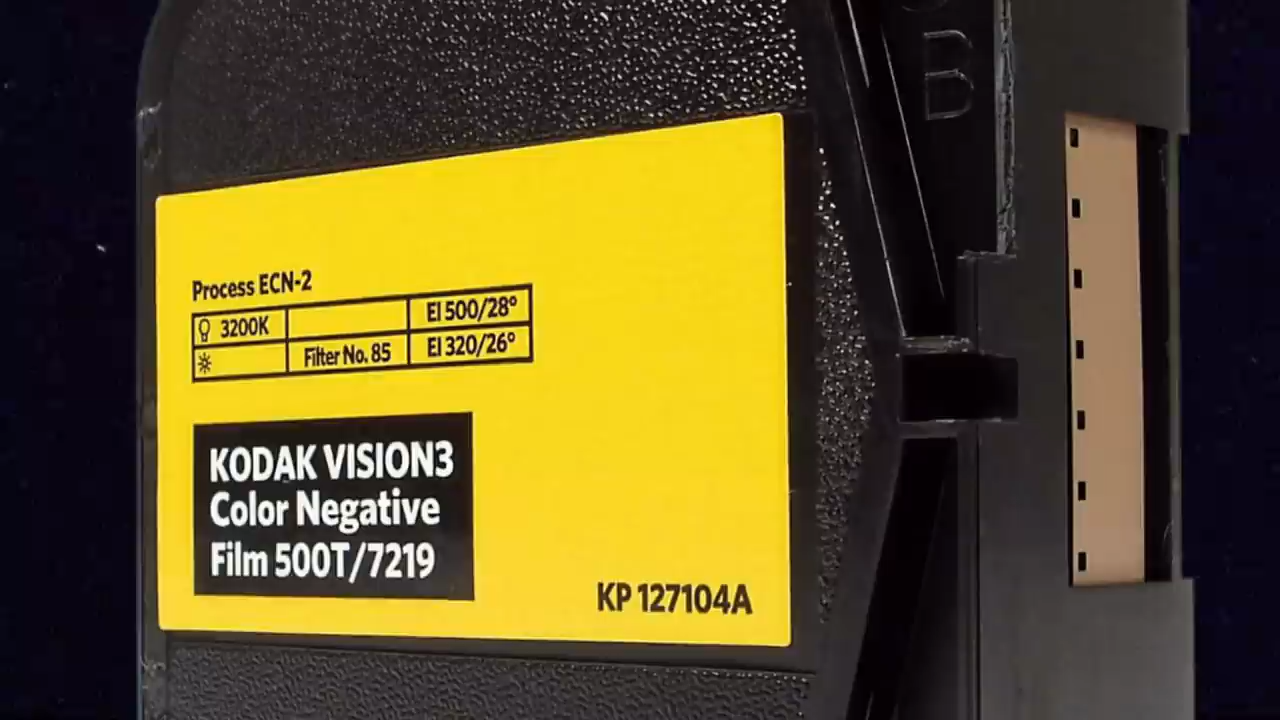 B
Process ECN-2
3200K EI 500/28°
Filter No. 85 EI 320/26°
KODAK VISION3
Color Negative
Film 500T/7219
KP 127104A